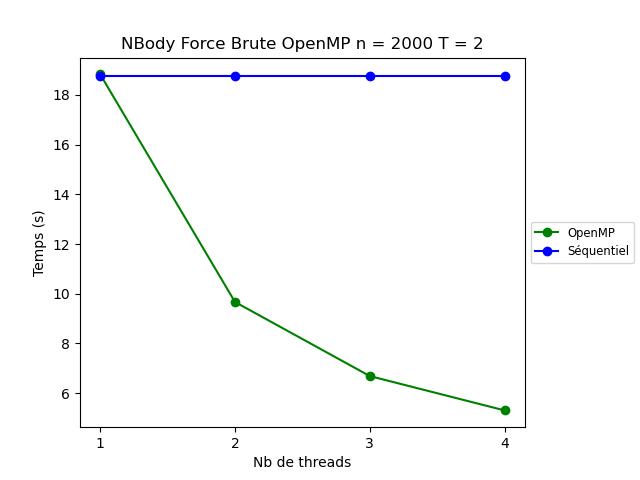 NBody Force Brute OpenMP n = 2000 T = 2
Temps (s)
18
16
14
12
10
8
6
1 2 3 4
Nb de threads
OpenMP
Séquentiel